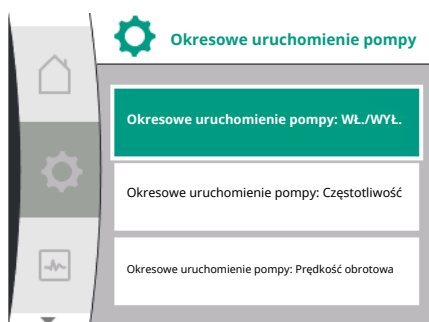 Okresowe uruchomienie pompy
Okresowe uruchomienie pompy: WŁ./WYŁ.
Okresowe uruchomienie pompy: Częstotliwość
Okresowe uruchomienie pompy: Prędkość obrotowa